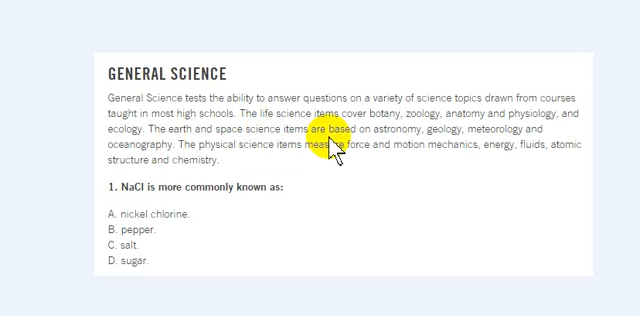 GENERAL SCIENCE
General Science tests the ability to answer questions on a variety of science topics drawn from courses
taught in most high schools. The life science items cover botany, zoology, anatomy and physiology, and
ecology. The earth and space science items are based on astronomy, geology, meteorology and
oceanography. The physical science items measure force and motion mechanics, energy, fluids, atomic
structure and chemistry.
1. NaCl is more commonly known as:
A. nickel chlorine.
B. pepper.
C. salt.
D. sugar.